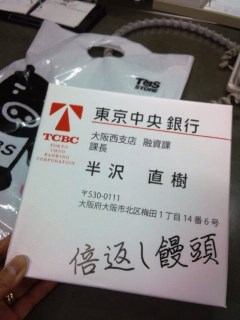 TBS
STORE
TCBC
TOKYO
CHUO
BANKING
CORPORATION
東京中央 銀行
大阪西支店 融資課
課長
半沢 直樹
〒530-0111
大阪府大阪市北区梅田1丁目14番6号
倍返し饅頭